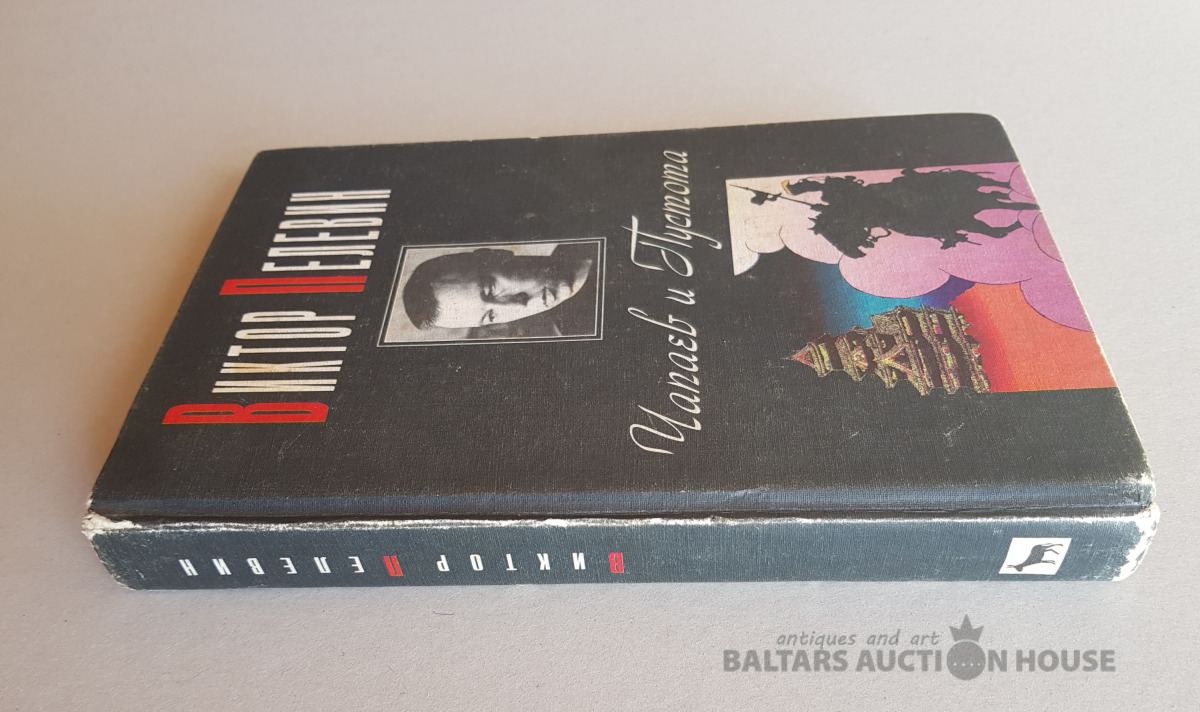 Виктор Пелевин
Чапаев и Пустота
Виктор Пелевин
antiques and art
BALTARS AUCTION HOUSE